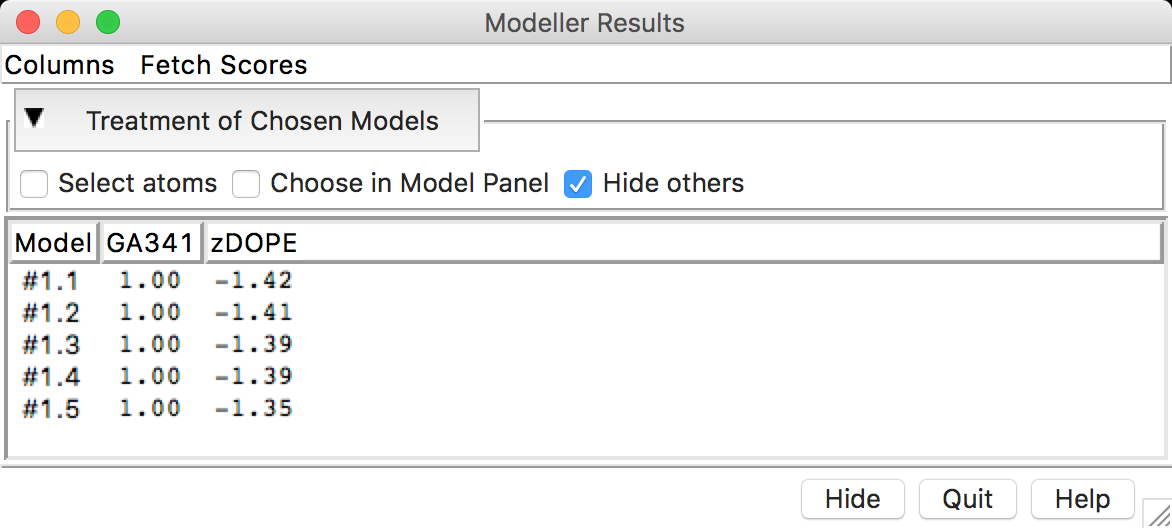 Modeller Results
Columns Fetch Scores
Treatment of Chosen Models
Select atoms Choose in Model Panel Hide others
Model GA341 zDOPE
#1.1 1.00 -1.42
#1.2 1.00 -1.41
#1.3 1.00 -1.39
#1.4 1.00 -1.39
#1.5 1.00 -1.35
Hide Quit Help